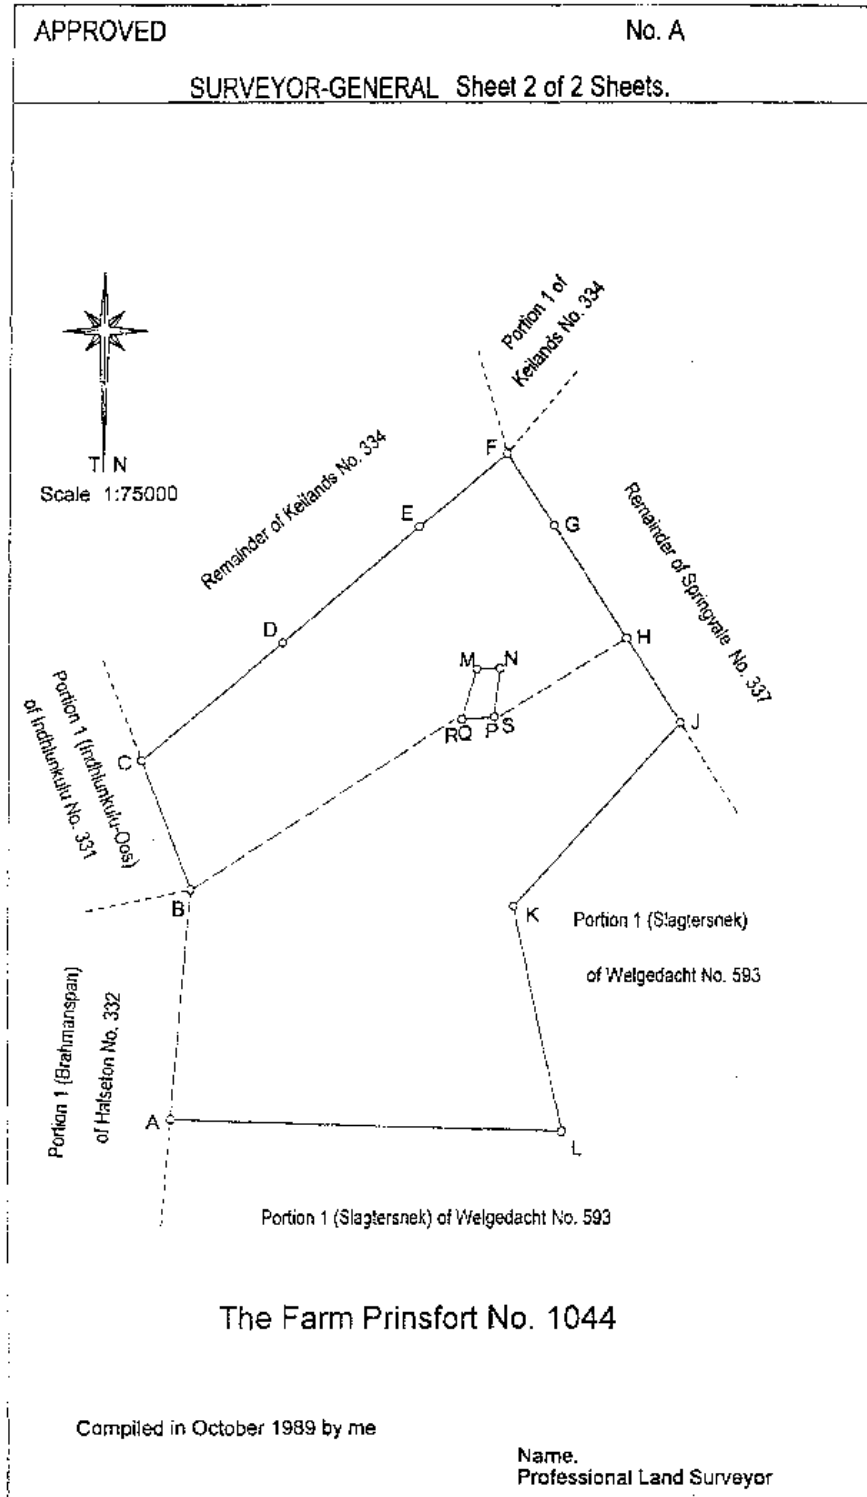 APPROVED No. A
SURVEYOR-GENERAL Sheet 2 of 2 Sheets.
Portion 1 of
Keilands No. 334
T N
Scale 1:75000
Remainder of Keilands No. 334
F
E
G
Remainder of Springvale No. 337
D
H
M N
J
Portion 1 (Indhlunkulu-Oos)
of Indhlunkulu No. 331
C
RQ P S
B
K
Portion 1 (Slagtersnek)
of Welgedacht No. 593
Portion 1 (Brahmanspan)
of Halseton No. 332
A
L
Portion 1 (Slagtersnek) of Welgedacht No. 593
The Farm Prinsfort No. 1044
Compiled in October 1989 by me
Name.
Professional Land Surveyor